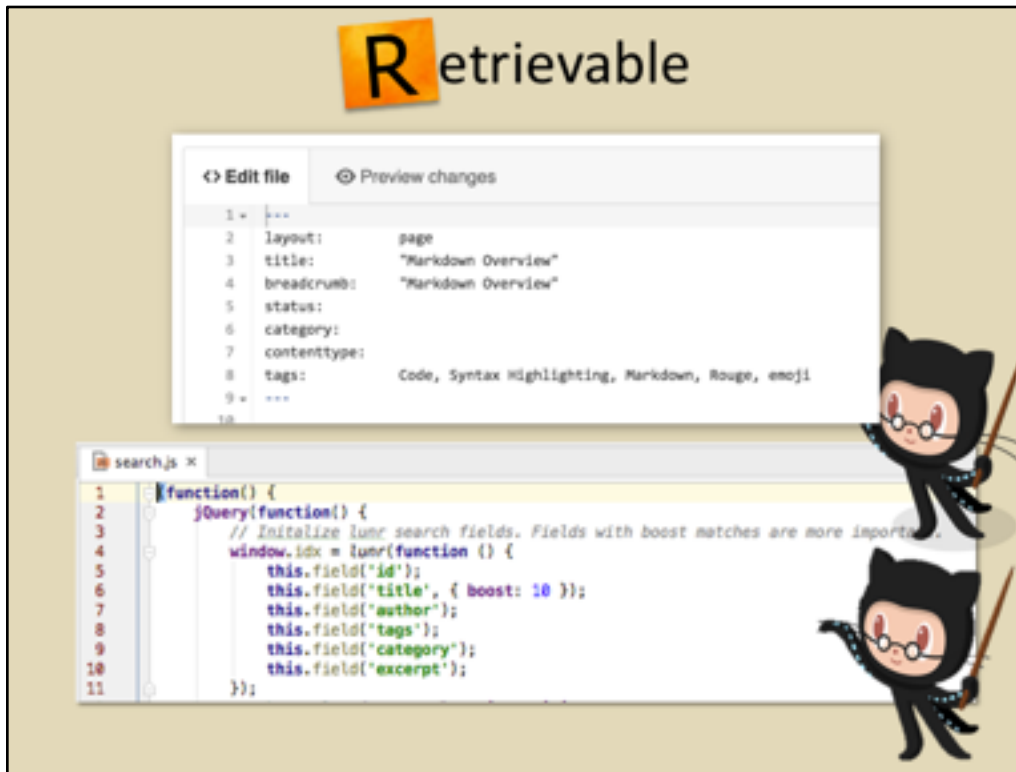 Retrievable
<> Edit file Preview changes
1 ---
2 layout: page
3 title: "Markdown Overview"
4 breadcrumb: "Markdown Overview"
5 status:
6 category:
7 contenttype:
8 tags: Code, Syntax Highlighting, Markdown, Rouge, emoji
9 ---
10
search.js ×
1 (function() {
2 jQuery(function() {
3 // Initalize lunr search fields. Fields with boost matches are more
4 window.idx = lunr(function () {
5 this.field('id');
6 this.field('title', { boost: 10 });
7 this.field('author');
8 this.field('tags');
9 this.field('category');
10 this.field('excerpt');
11 });